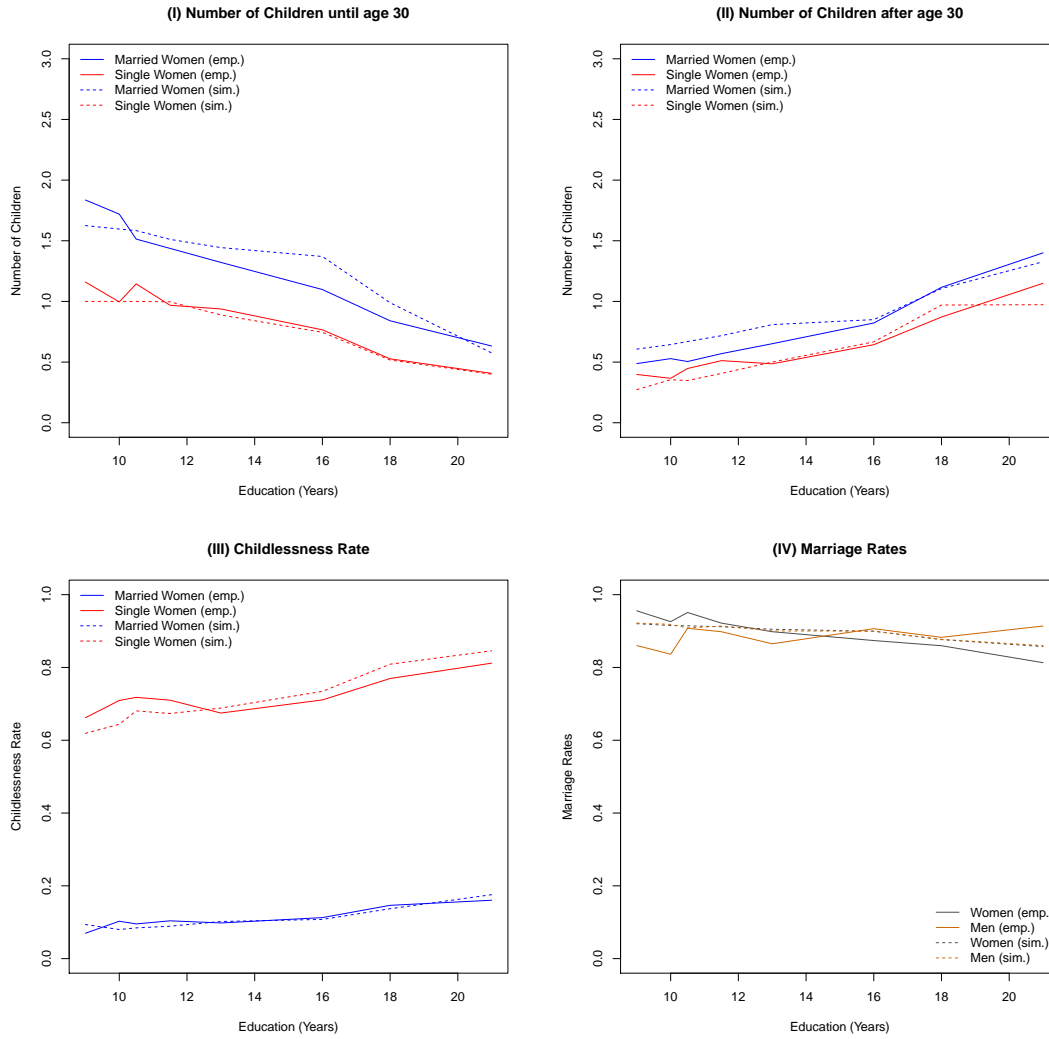 (I) Number of Children until age 30
Married Women (emp.)
Single Women (emp.)
Married Women (sim.)
Single Women (sim.)
Number of Children
0.0 0.5 1.0 1.5 2.0 2.5 3.0
10 12 14 16 18 20
Education (Years)
(II) Number of Children after age 30
Married Women (emp.)
Single Women (emp.)
Married Women (sim.)
Single Women (sim.)
Number of Children
0.0 0.5 1.0 1.5 2.0 2.5 3.0
10 12 14 16 18 20
Education (Years)
(III) Childlessness Rate
Married Women (emp.)
Single Women (emp.)
Married Women (sim.)
Single Women (sim.)
Childlessness Rate
0.0 0.2 0.4 0.6 0.8 1.0
10 12 14 16 18 20
Education (Years)
(IV) Marriage Rates
Marriage Rates
0.0 0.2 0.4 0.6 0.8 1.0
Women (emp.)
Men (emp.)
Women (sim.)
Men (sim.)
10 12 14 16 18 20
Education (Years)